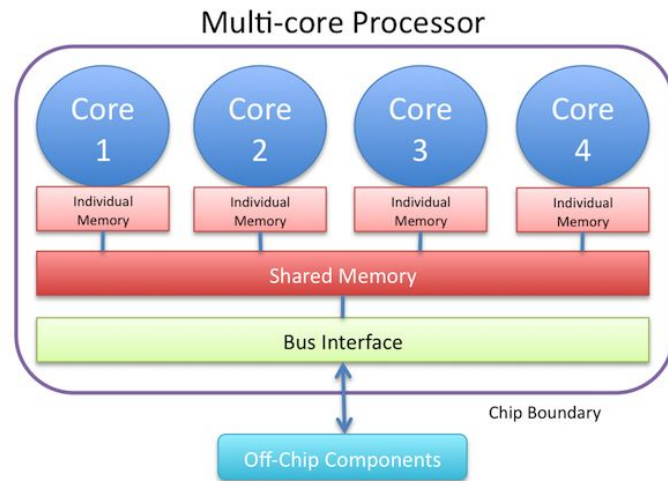 Multi-core Processor
Core
1
Core
2
Core
3
Core
4
Individual
Memory
Individual
Memory
Individual
Memory
Individual
Memory
Shared Memory
Bus Interface
Chip Boundary
Off-Chip Components